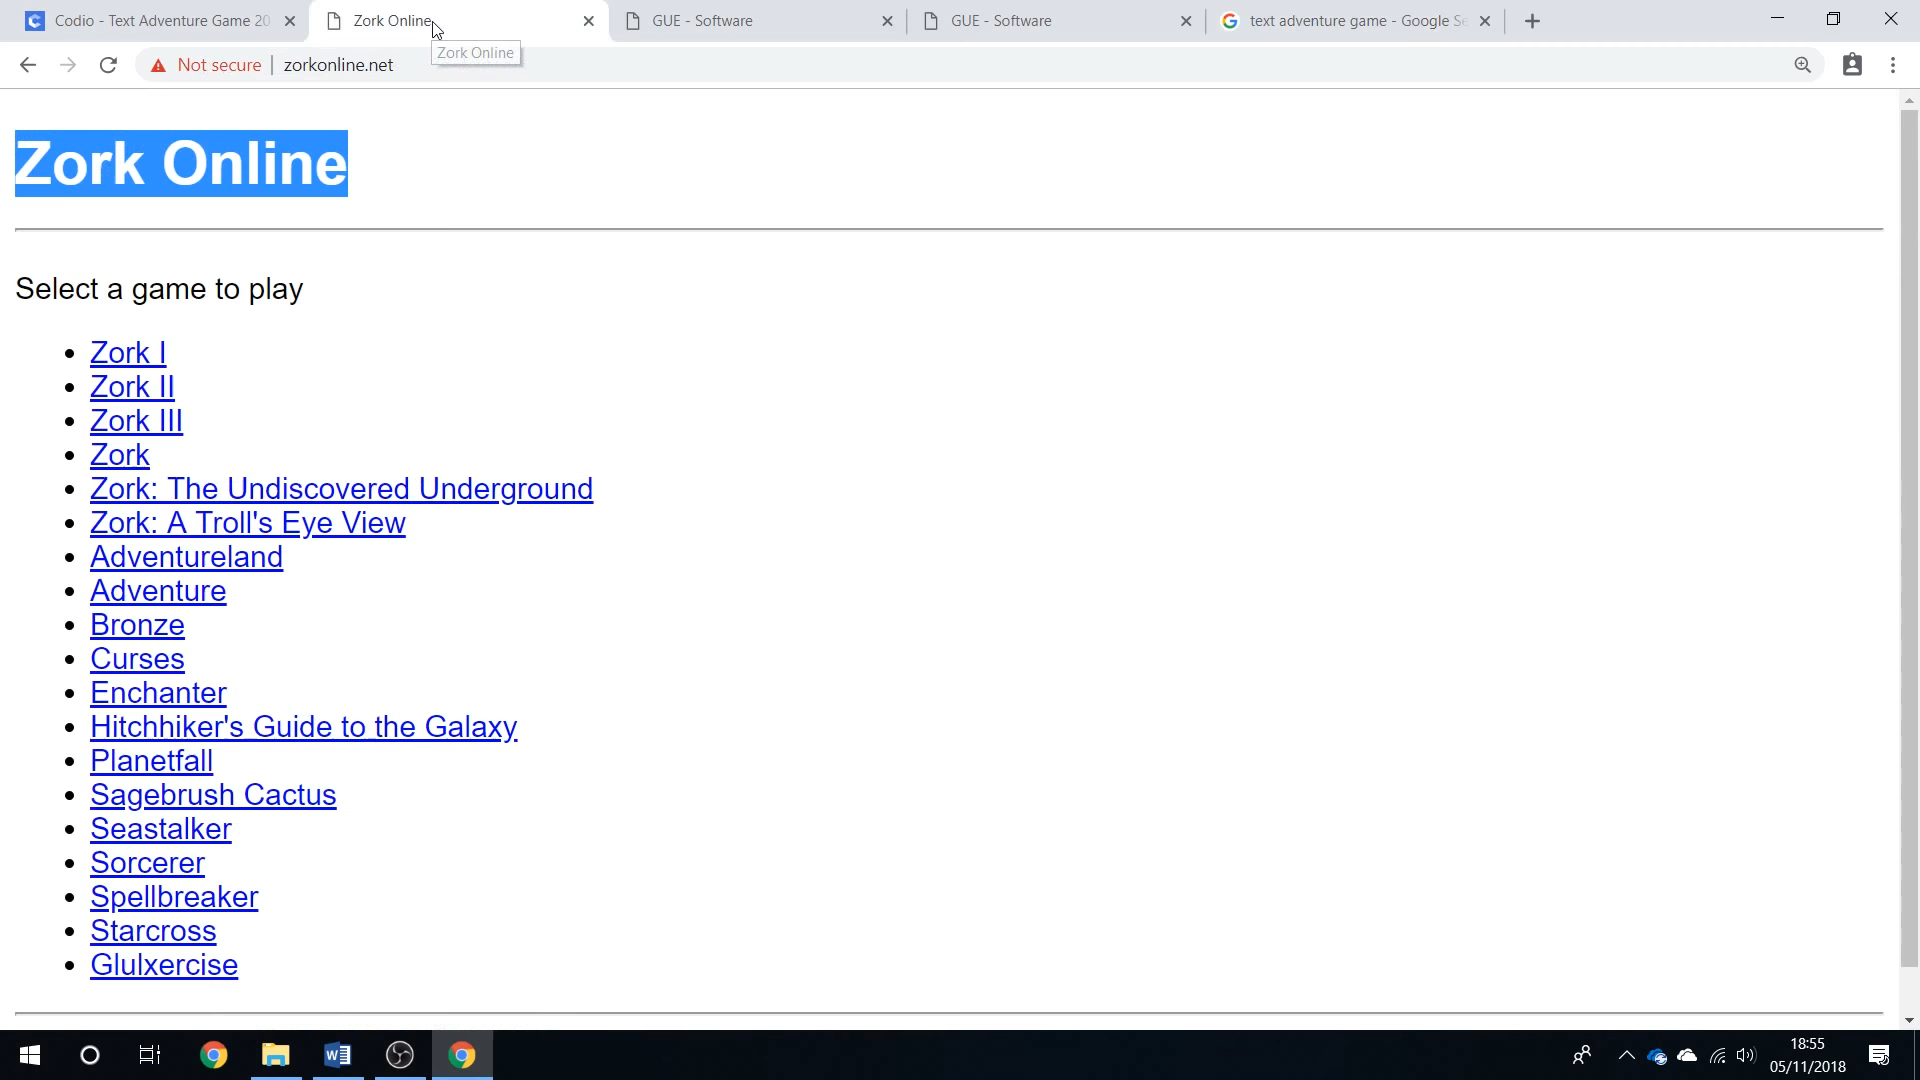 Codio - Text Adventure Game 20
Zork Online
GUE - Software
GUE - Software
text adventure game - Google Se
Not secure
zorkonline.net
Zork Online
Zork Online
Select a game to play
Zork I
Zork II
Zork III
Zork
Zork: The Undiscovered Underground
Zork: A Troll's Eye View
Adventureland
Adventure
Bronze
Curses
Enchanter
Hitchhiker's Guide to the Galaxy
Planetfall
Sagebrush Cactus
Seastalker
Sorcerer
Spellbreaker
Starcross
Glulxercise
18:55
05/11/2018